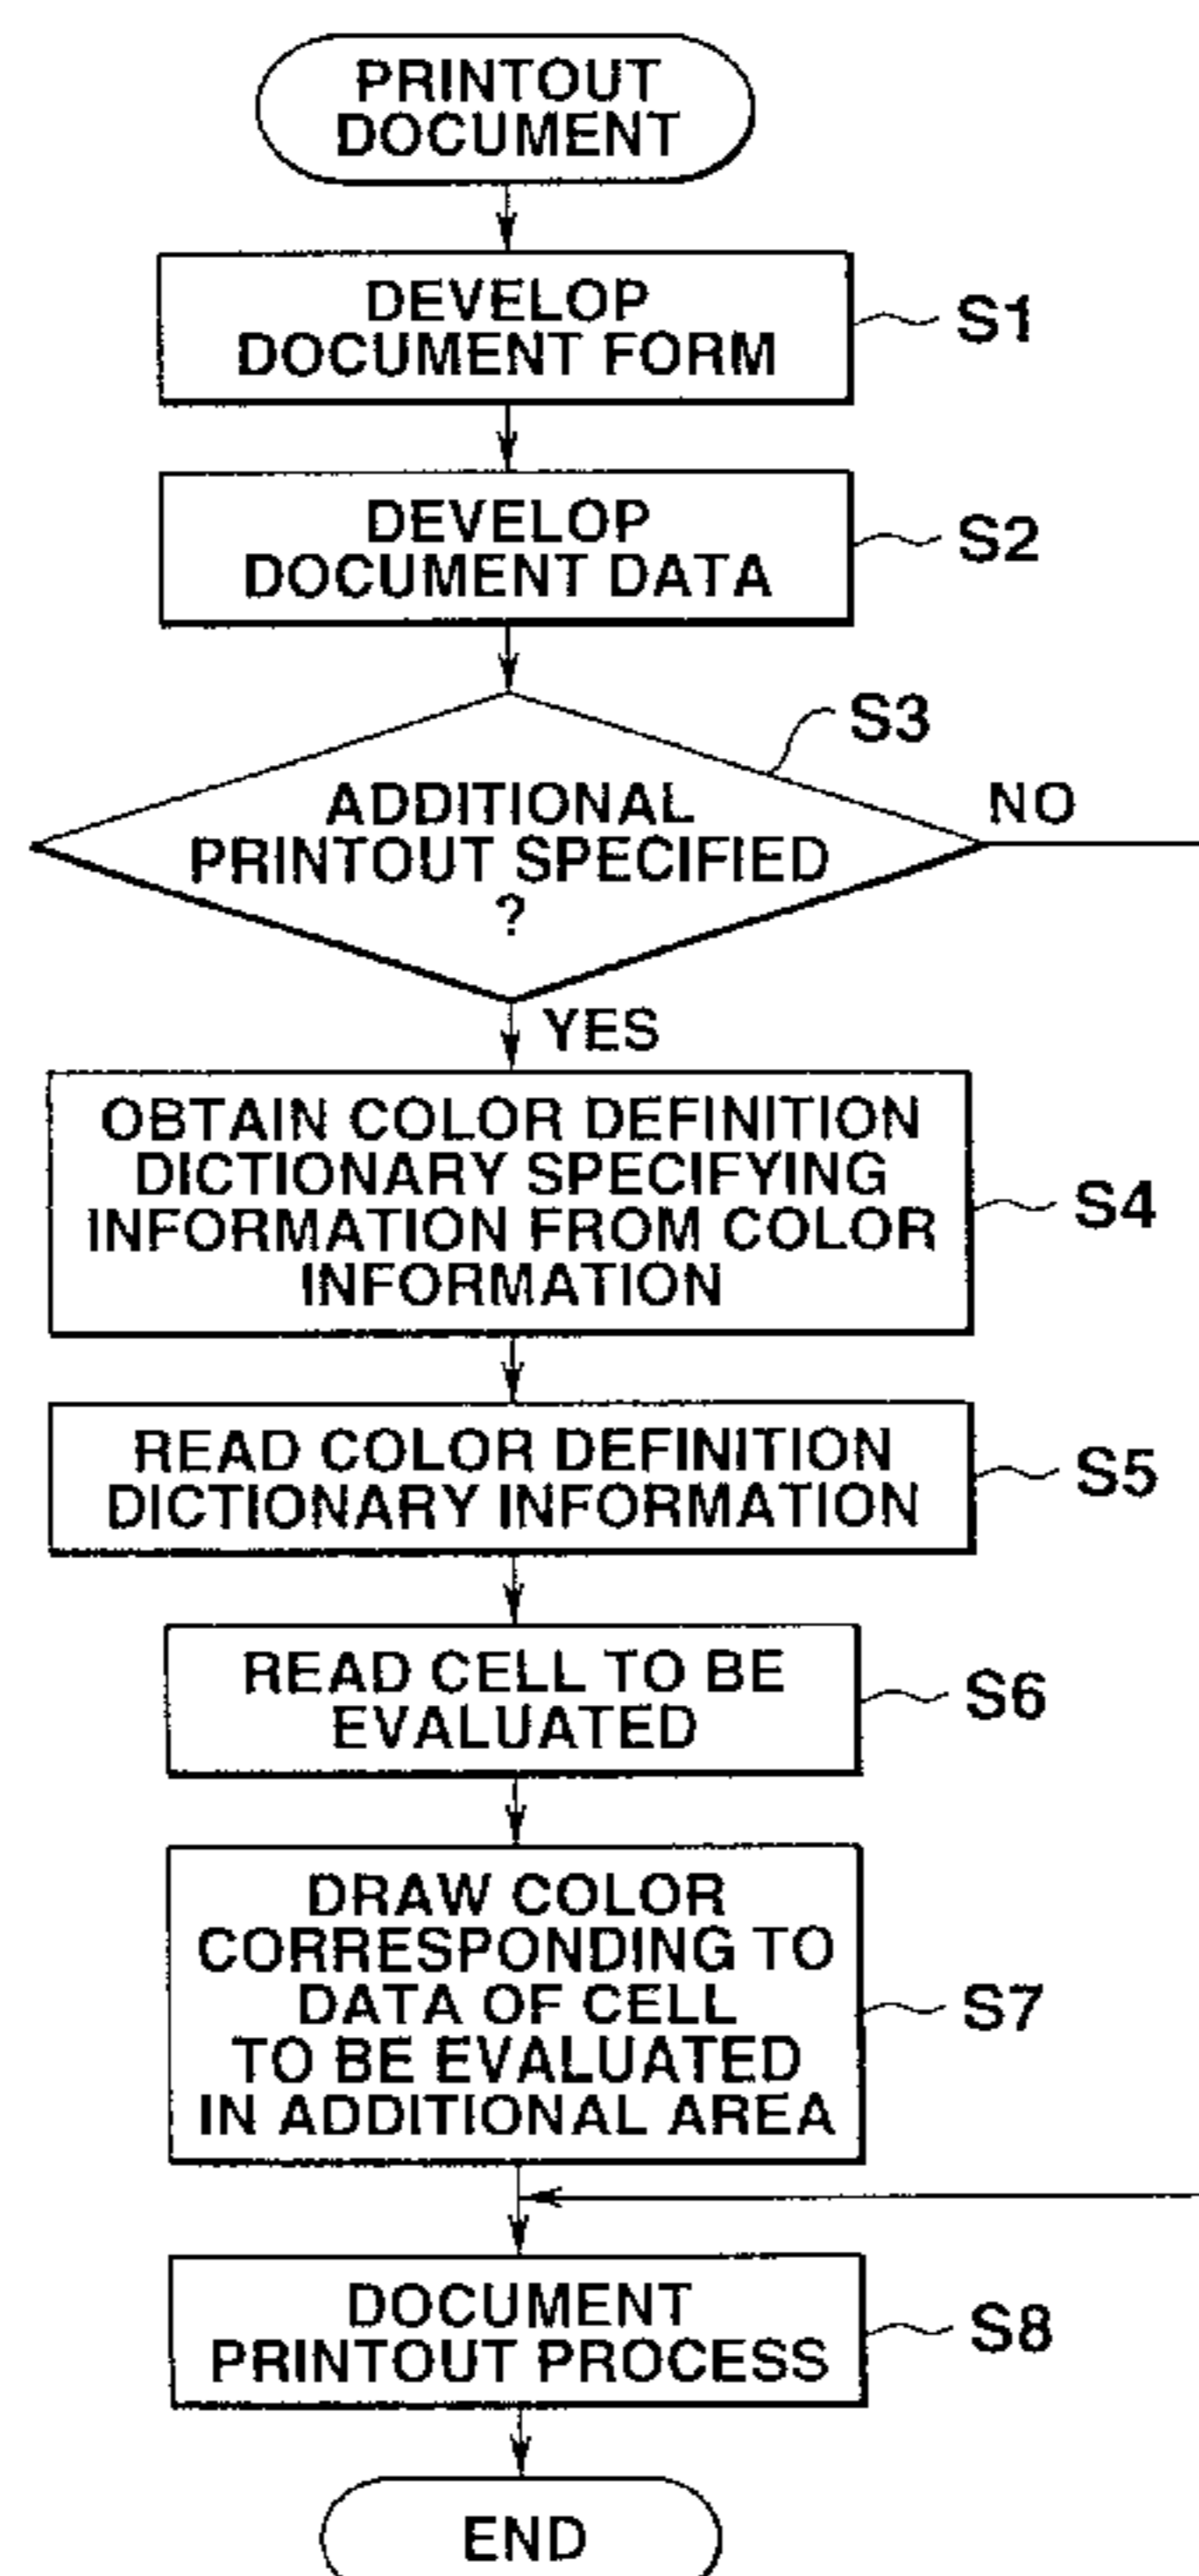 PRINTOUT
DOCUMENT
DEVELOP
DOCUMENT FORM
S1
DEVELOP
DOCUMENT DATA
S2
S3
ADDITIONAL
PRINTOUT SPECIFIED
?
NO
YES
OBTAIN COLOR DEFINITION
DICTIONARY SPECIFYING
INFORMATION FROM COLOR
INFORMATION
S4
READ COLOR DEFINITION
DICTIONARY INFORMATION
S5
READ CELL TO BE
EVALUATED
S6
DRAW COLOR
CORRESPONDING TO
DATA OF CELL
TO BE EVALUATED
IN ADDITIONAL AREA
S7
DOCUMENT
PRINTOUT PROCESS
S8
END